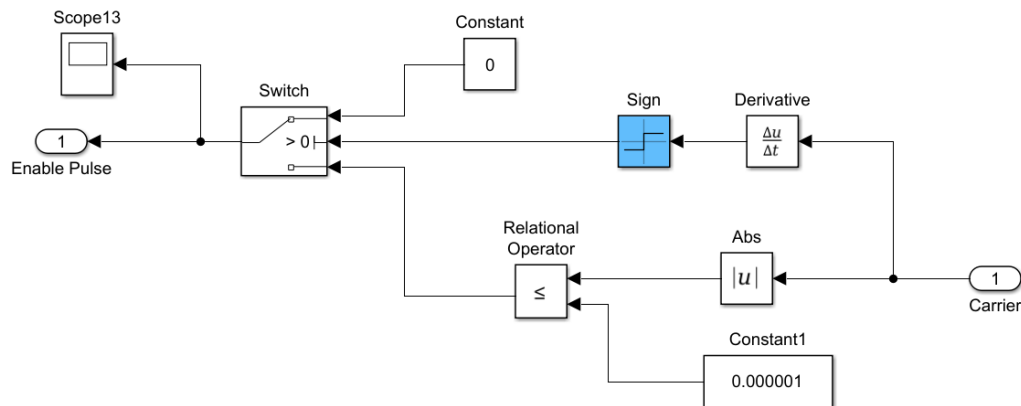 Scope13
Constant
0
Switch
> 0
Sign
Derivative
Δu
Δt
1
Enable Pulse
Relational
Operator
≤
Abs
|u|
1
Carrier
Constant1
0.000001